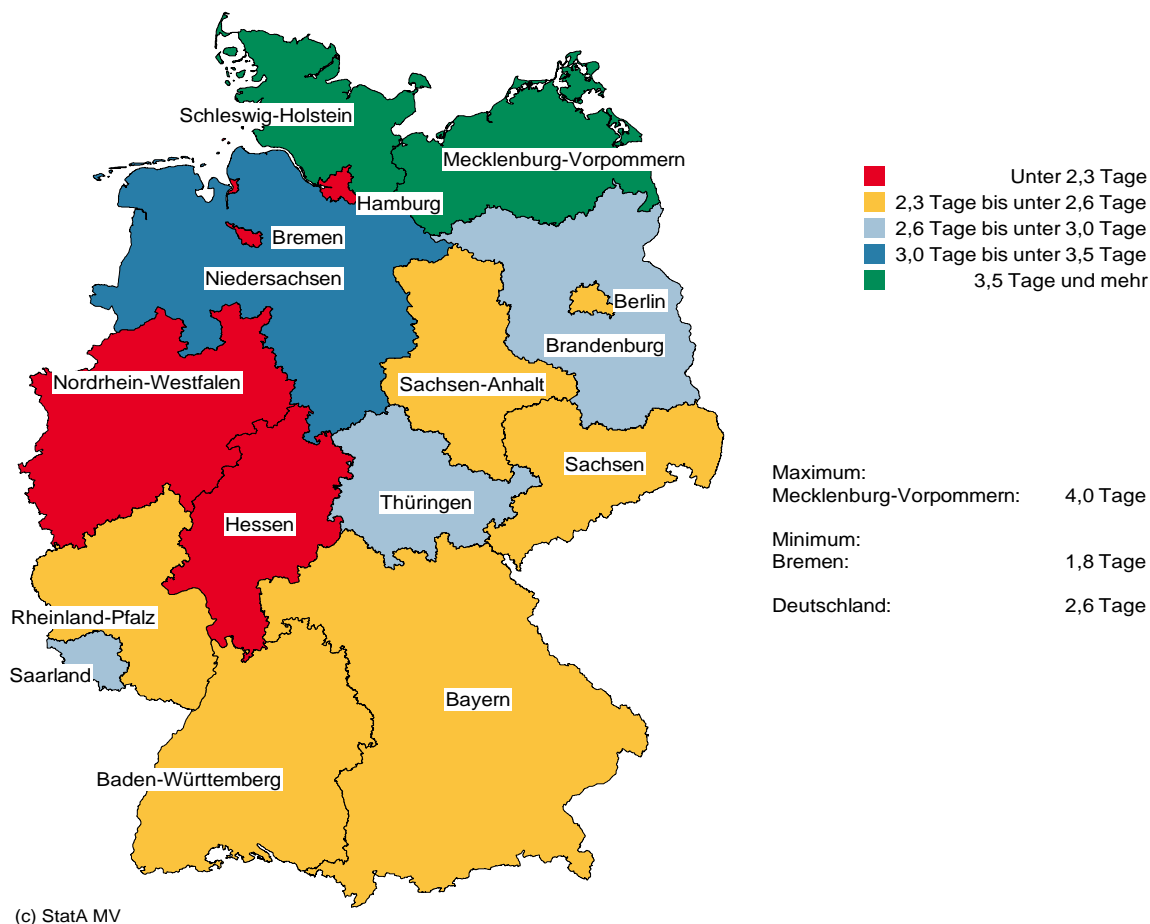 Schleswig-Holstein
Mecklenburg-Vorpommern
Hamburg
Bremen
Niedersachsen
Berlin
Brandenburg
Nordrhein-Westfalen
Sachsen-Anhalt
Sachsen
Thüringen
Hessen
Rheinland-Pfalz
Saarland
Bayern
Baden-Württemberg
Unter 2,3 Tage
2,3 Tage bis unter 2,6 Tage
2,6 Tage bis unter 3,0 Tage
3,0 Tage bis unter 3,5 Tage
3,5 Tage und mehr
Maximum:
Mecklenburg-Vorpommern: 4,0 Tage
Minimum:
Bremen: 1,8 Tage
Deutschland: 2,6 Tage
(c) StatA MV